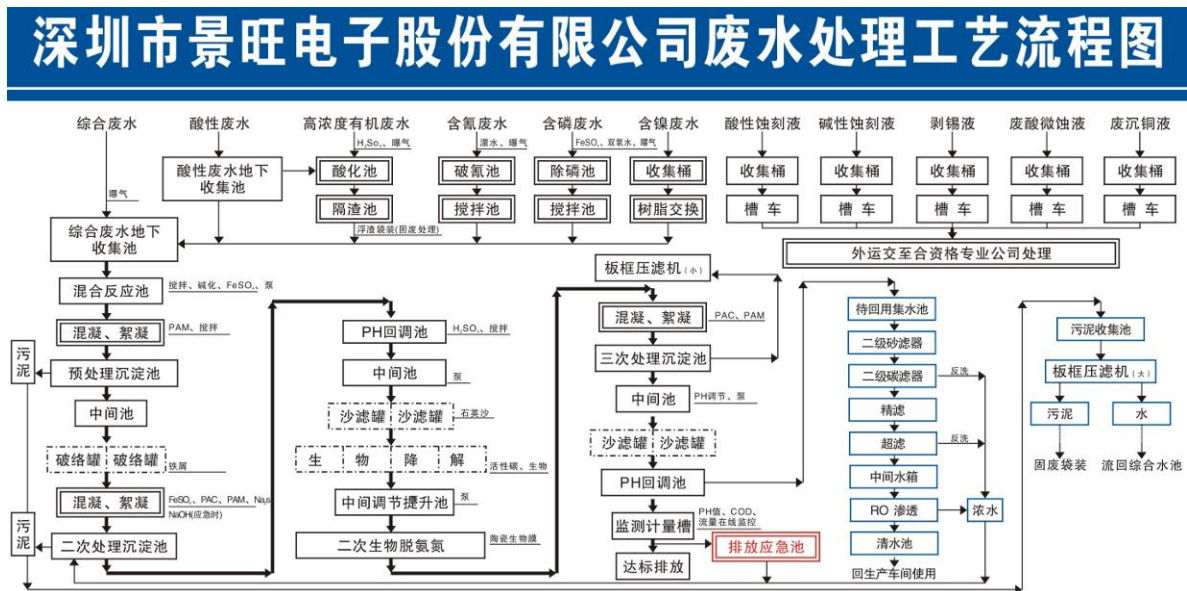 深圳市景旺电子股份有限公司废水处理工艺流程图
综合废水
酸性废水
高浓度有机废水
含氰废水
含磷废水
含镍废水
酸性蚀刻液
碱性蚀刻液
剥锡液
废酸微蚀液
废沉铜液
曝气
H₂So₄、曝气
漂水、曝气
FeSO₄、双氧水、曝气
酸性废水地下
收集池
酸化池
破氰池
除磷池
收集桶
收集桶
收集桶
收集桶
收集桶
收集桶
隔渣池
搅拌池
搅拌池
树脂交换
槽车
槽车
槽车
槽车
槽车
浮渣袋装(固废处理)
外运交至合资格专业公司处理
综合废水地下
收集池
混合反应池
搅拌、碱化、FeSO₄、泵
混凝、絮凝
PAM、搅拌
污泥
预处理沉淀池
中间池
破络罐
破络罐
铁屑
混凝、絮凝
FeSO₄、PAC、PAM、Na₂s
NaOH(应急时)
污泥
二次处理沉淀池
PH回调池
H₂SO₄、搅拌
中间池
泵
沙滤罐
沙滤罐
石英沙
生物降解
活性碳、生物
中间调节提升池
泵
二次生物脱氨氮
陶瓷生物膜
板框压滤机(小)
混凝、絮凝
PAC、PAM
三次处理沉淀池
中间池
PH调节、泵
沙滤罐
沙滤罐
PH回调池
监测计量槽
PH值、COD、
流量在线监控
排放应急池
达标排放
待回用集水池
二级砂滤器
二级碳滤器
反洗
精滤
超滤
反洗
中间水箱
RO 渗透
浓水
清水池
回生产车间使用
污泥收集池
板框压滤机(大)
污泥
水
固废袋装
流回综合水池